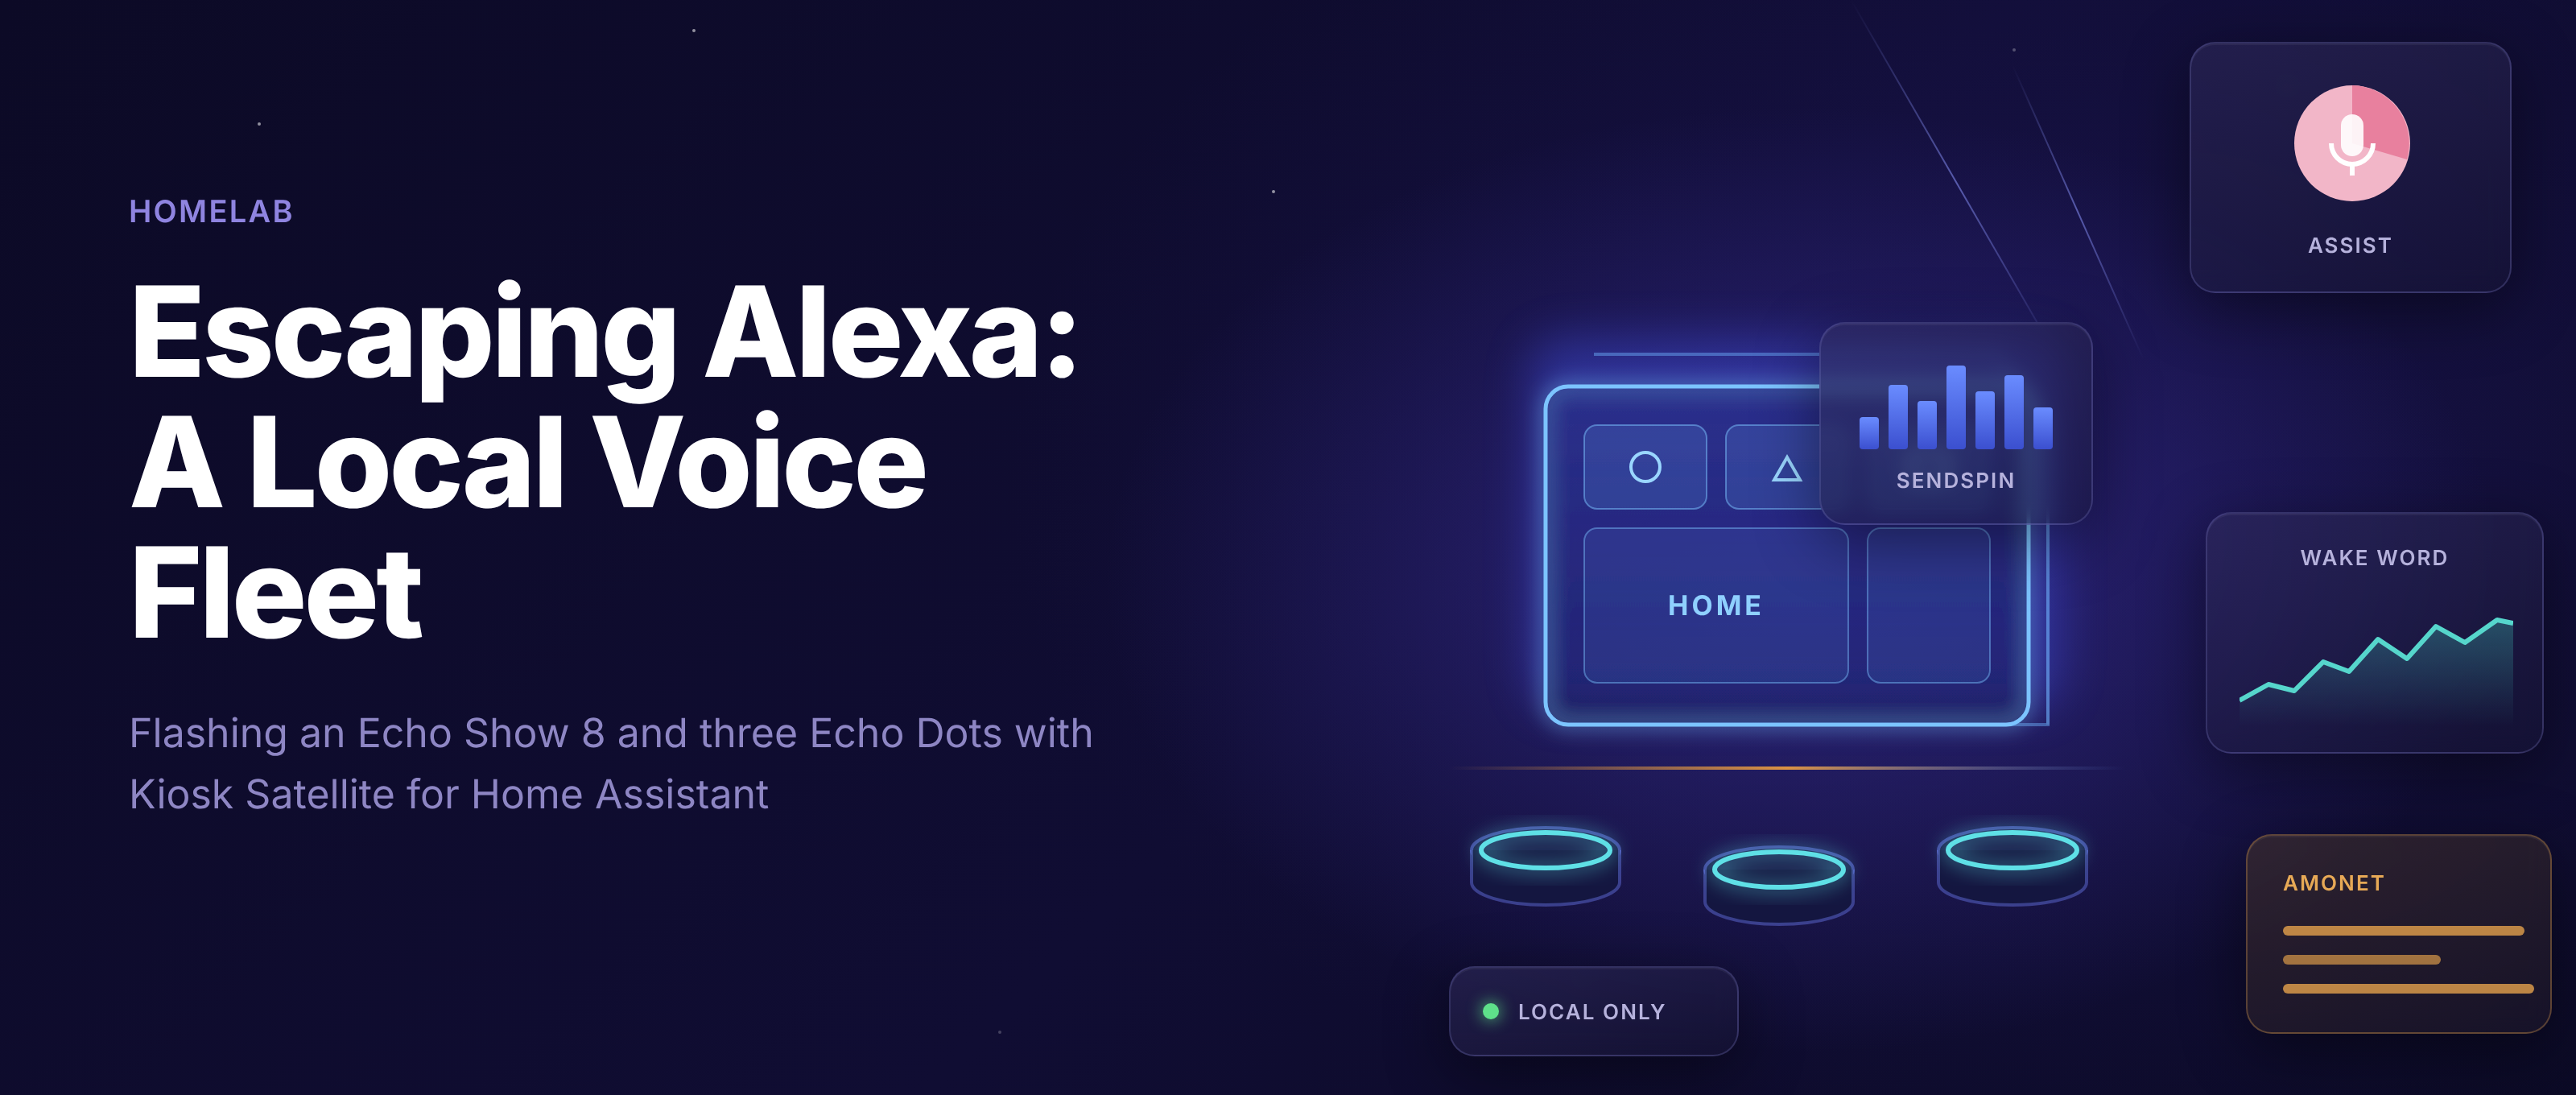 HOMELAB
Escaping Alexa:
A Local Voice
Fleet
Flashing an Echo Show 8 and three Echo Dots with
Kiosk Satellite for Home Assistant
ASSIST
SENDSPIN
HOME
WAKE WORD
AMONET
LOCAL ONLY